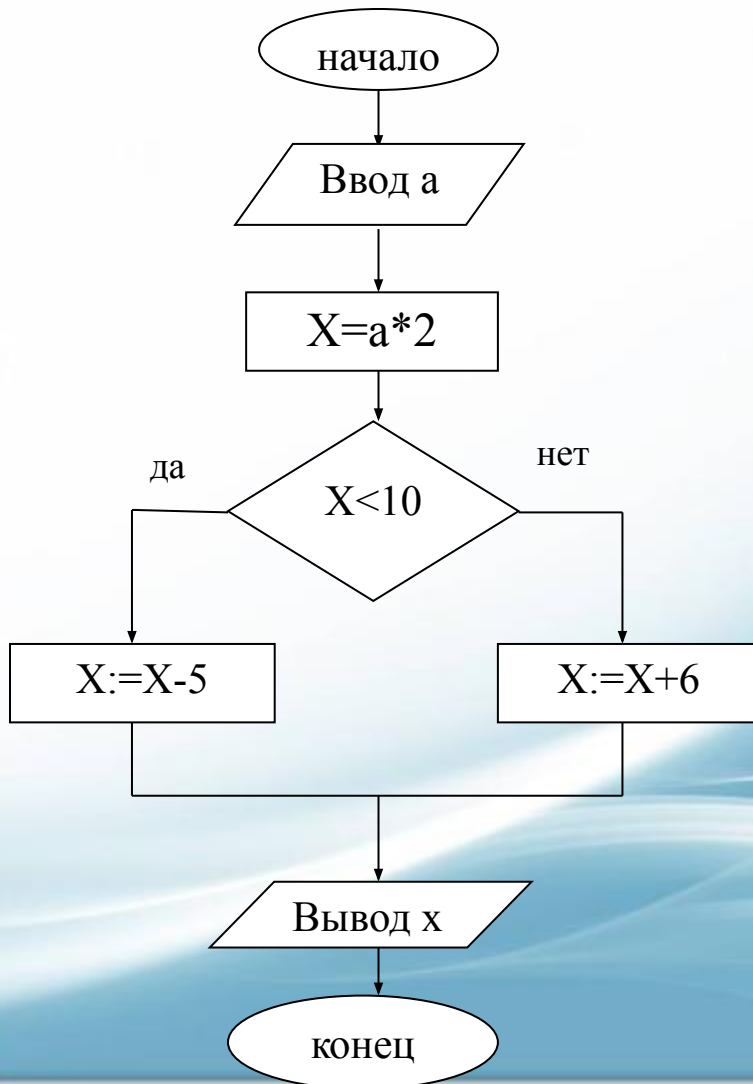 начало
Ввод а
X=a*2
да
нет
X<10
X:=X-5
X:=X+6
Вывод х
конец